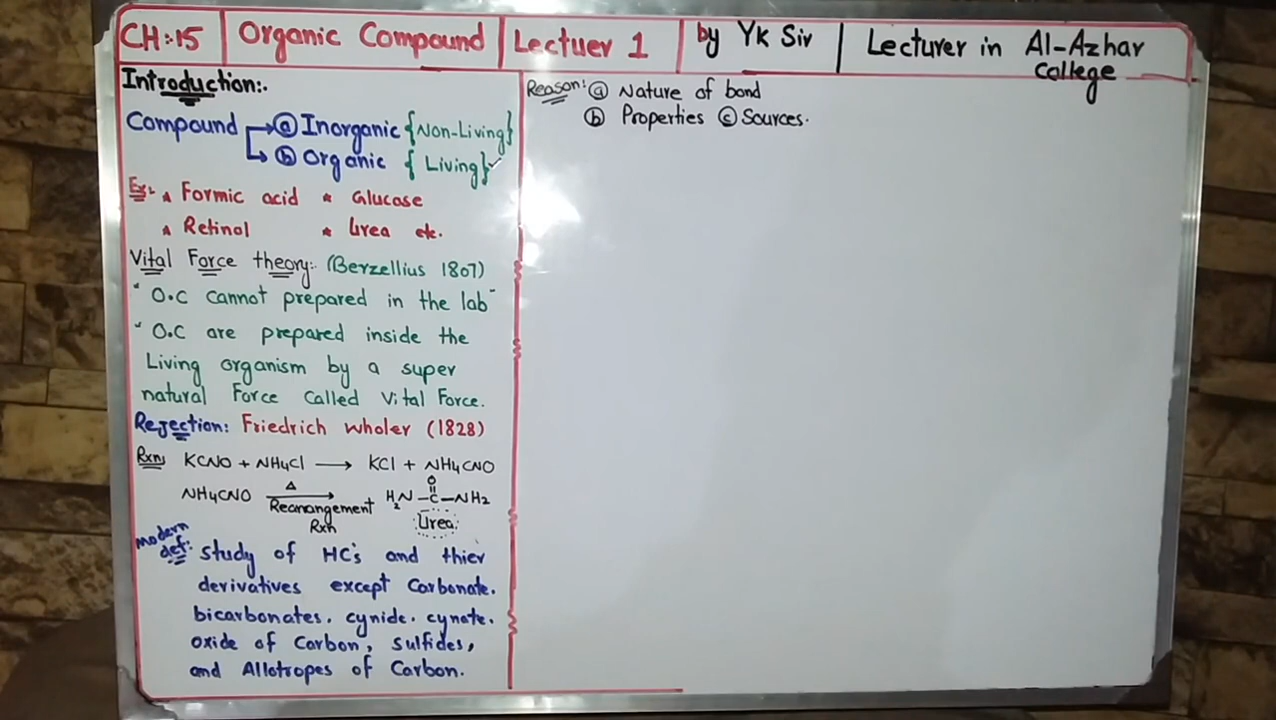 CH:15 | Organic Compound | Lectuer 1 | by Yk Sir | Lecturer in Al-Azhar College
Introduction:.
Compound → (a) Inorganic {Non-Living}
→ (b) Organic { Living}
Ex:- * Formic acid * Glucose
* Retinol * Urea etc.
Vital Force theory:- (Berzellius 1807)
" O.C cannot prepared in the lab"
" O.C are prepared inside the
Living organism by a super
natural Force called Vital Force.
Rejection: Friedrich wholer (1828)
Rxn: KCNO + NH4Cl → KCl + NH4CNO
NH4CNO Δ → Rearrangement Rxn H2N-C-NH2
O
Urea
modern def: study of HC's and thier
derivatives except Carbonate.
bicarbonates. cynide. cynate.
oxide of Carbon, sulfides,
and Allotropes of Carbon.
Reason: (a) Nature of bond
(b) Properties (c) Sources.